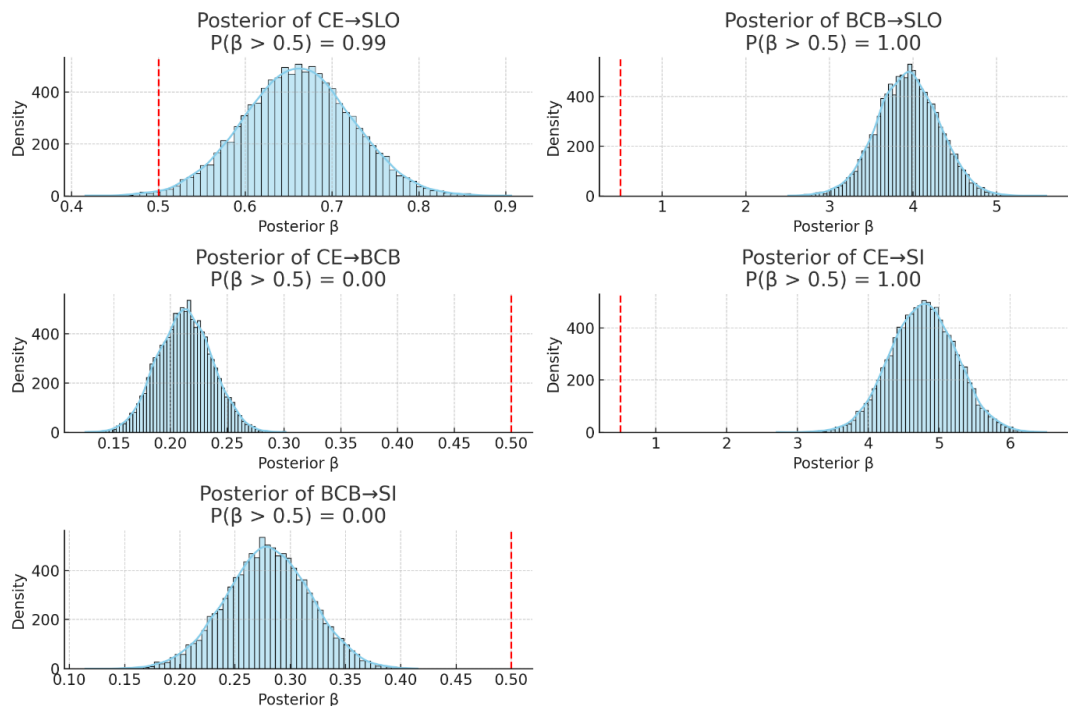 Posterior of CE→SLO
P(β > 0.5) = 0.99
Density
400
200
0
0.4 0.5 0.6 0.7 0.8 0.9
Posterior β
Posterior of BCB→SLO
P(β > 0.5) = 1.00
Density
400
200
0
1 2 3 4 5
Posterior β
Posterior of CE→BCB
P(β > 0.5) = 0.00
Density
400
200
0
0.15 0.20 0.25 0.30 0.35 0.40 0.45 0.50
Posterior β
Posterior of CE→SI
P(β > 0.5) = 1.00
Density
400
200
0
1 2 3 4 5 6
Posterior β
Posterior of BCB→SI
P(β > 0.5) = 0.00
Density
400
200
0
0.10 0.15 0.20 0.25 0.30 0.35 0.40 0.45 0.50
Posterior β